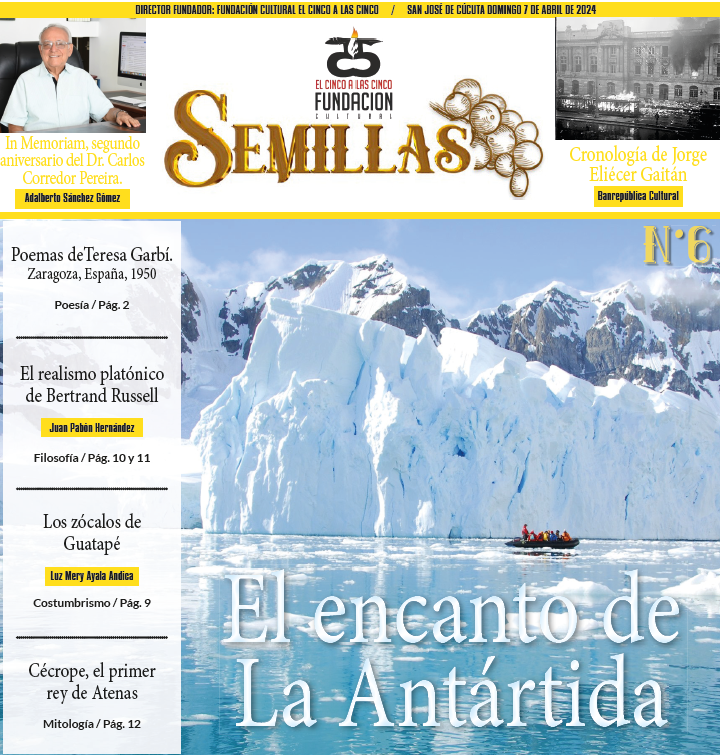 DIRECTOR FUNDADOR: FUNDACIÓN CULTURAL EL CINCO A LAS CINCO / SAN JOSÉ DE CÚCUTA DOMINGO 7 DE ABRIL DE 2024
EL CINCO A LAS CINCO
FUNDACION
CULTURAL
SEMILLAS
In Memoriam, segundo
aniversario del Dr. Carlos
Corredor Pereira.
Adalberto Sánchez Gómez
Cronología de Jorge
Eliécer Gaitán
Banrepública Cultural
N°6
Poemas deTeresa Garbí.
Zaragoza, España, 1950
Poesía / Pág. 2
El realismo platónico
de Bertrand Russell
Juan Pabón Hernández
Filosofía / Pág. 10 y 11
Los zócalos de
Guatapé
Luz Mery Ayala Andica
Costumbrismo / Pág. 9
Cécrope, el primer
rey de Atenas
Mitología / Pág. 12
El encanto de
La Antártida